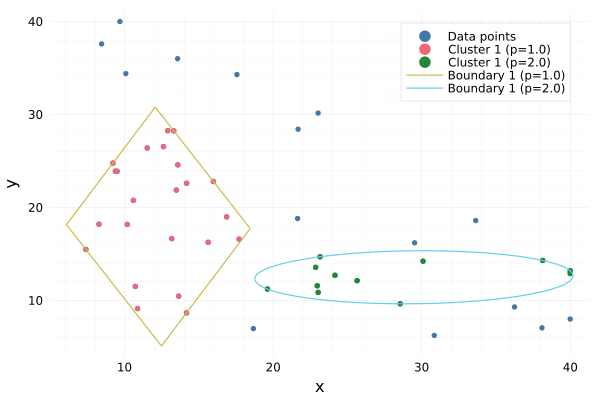 40
30
20
10
y
10
20
30
40
x
Data points
Cluster 1 (p=1.0)
Cluster 1 (p=2.0)
Boundary 1 (p=1.0)
Boundary 1 (p=2.0)